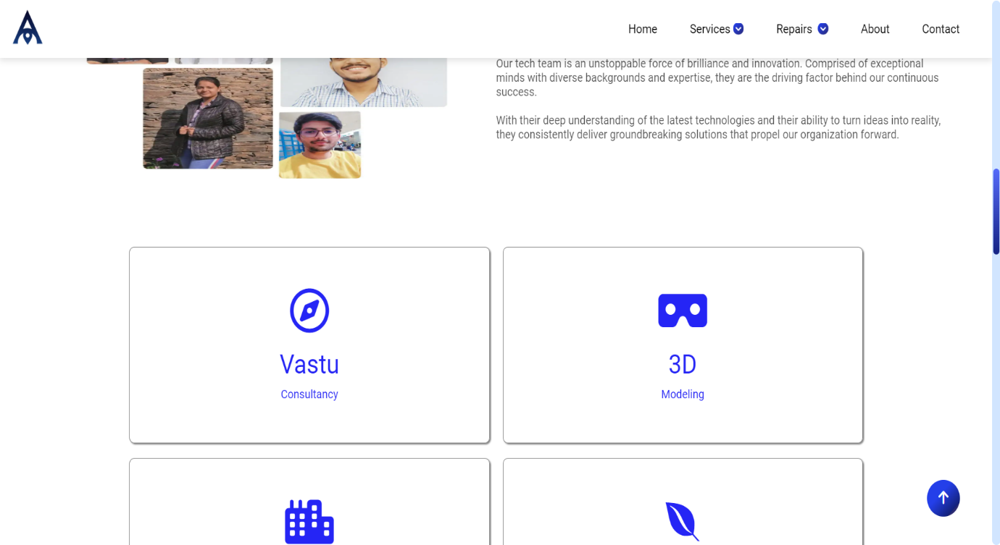 Home Services Repairs About Contact
Our tech team is an unstoppable force of brilliance and innovation. Comprised of exceptional
minds with diverse backgrounds and expertise, they are the driving factor behind our continuous
success.
With their deep understanding of the latest technologies and their ability to turn ideas into reality,
they consistently deliver groundbreaking solutions that propel our organization forward.
Vastu
Consultancy
3D
Modeling